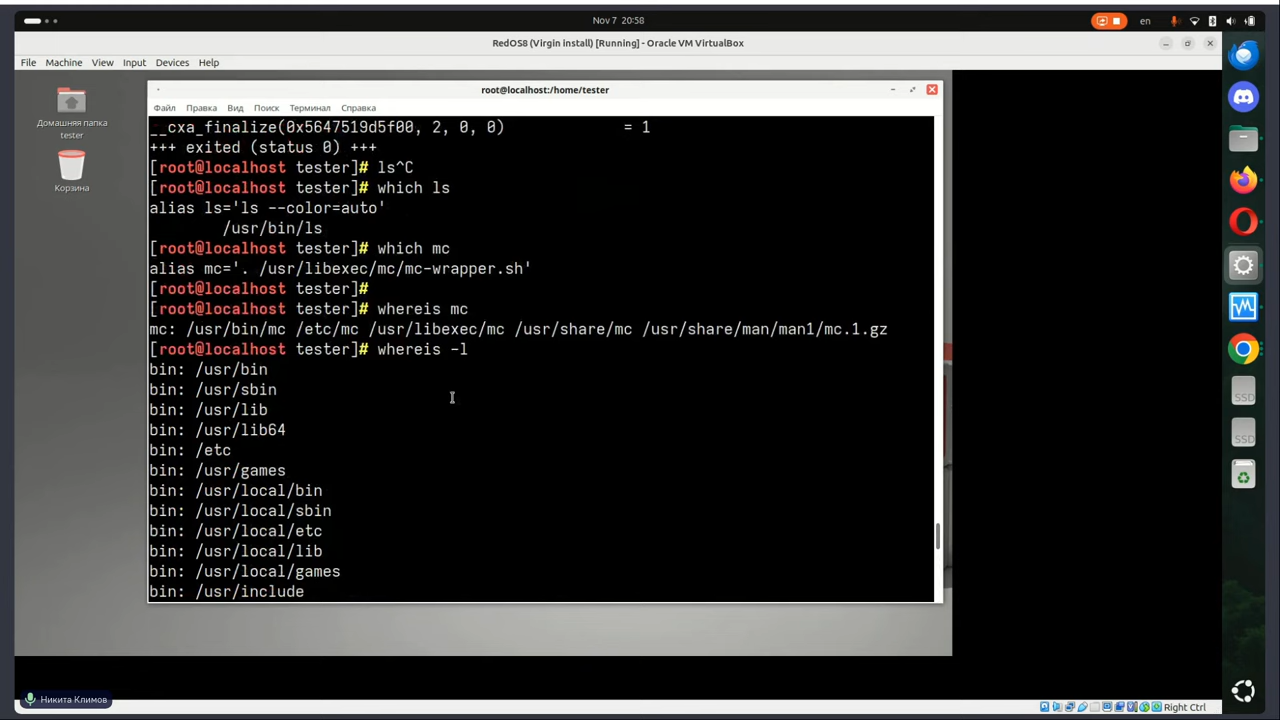 Nov 7 20:58
en
RedOS8 (Virgin install) [Running] - Oracle VM VirtualBox
File Machine View Input Devices Help
Домашняя папка
tester
Корзина
root@localhost:/home/tester
Файл Правка Вид Поиск Терминал Справка
__cxa_finalize(0x5647519d5f00, 2, 0, 0) = 1
+++ exited (status 0) +++
[root@localhost tester]# ls^C
[root@localhost tester]# which ls
alias ls='ls --color=auto'
/usr/bin/ls
[root@localhost tester]# which mc
alias mc='. /usr/libexec/mc/mc-wrapper.sh'
[root@localhost tester]#
[root@localhost tester]# whereis mc
mc: /usr/bin/mc /etc/mc /usr/libexec/mc /usr/share/mc /usr/share/man/man1/mc.1.gz
[root@localhost tester]# whereis -l
bin: /usr/bin
bin: /usr/sbin
bin: /usr/lib
bin: /usr/lib64
bin: /etc
bin: /usr/games
bin: /usr/local/bin
bin: /usr/local/sbin
bin: /usr/local/etc
bin: /usr/local/lib
bin: /usr/local/games
bin: /usr/include
SSD
SSD
Никита Климов
Right Ctrl